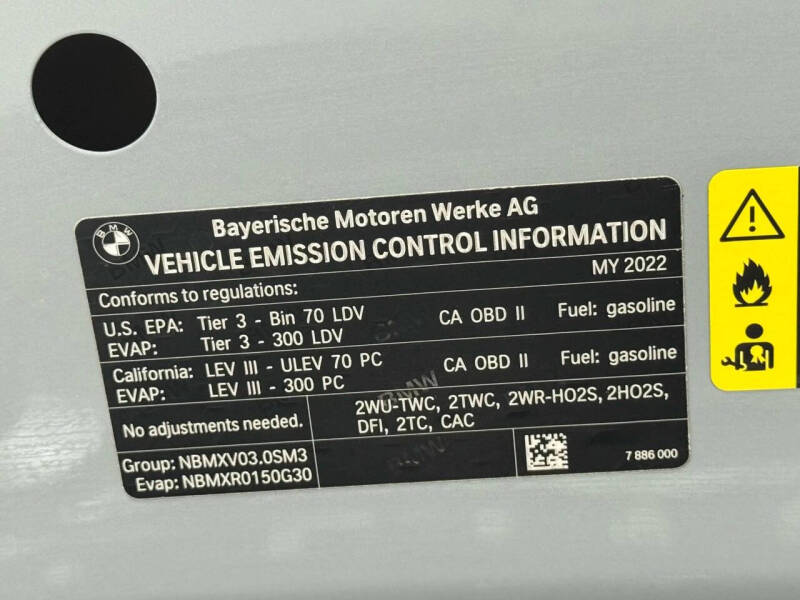 BMW
Bayerische Motoren Werke AG
VEHICLE EMISSION CONTROL INFORMATION
Conforms to regulations: MY 2022
U.S. EPA: Tier 3 - Bin 70 LDV CA OBD II Fuel: gasoline
EVAP: Tier 3 - 300 LDV
California: LEV III - ULEV 70 PC CA OBD II Fuel: gasoline
EVAP: LEV III - 300 PC
No adjustments needed. 2WU-TWC, 2TWC, 2WR-HO2S, 2HO2S,
DFI, 2TC, CAC
Group: NBMXV03.0SM3
Evap: NBMXR0150G30
7 886 000